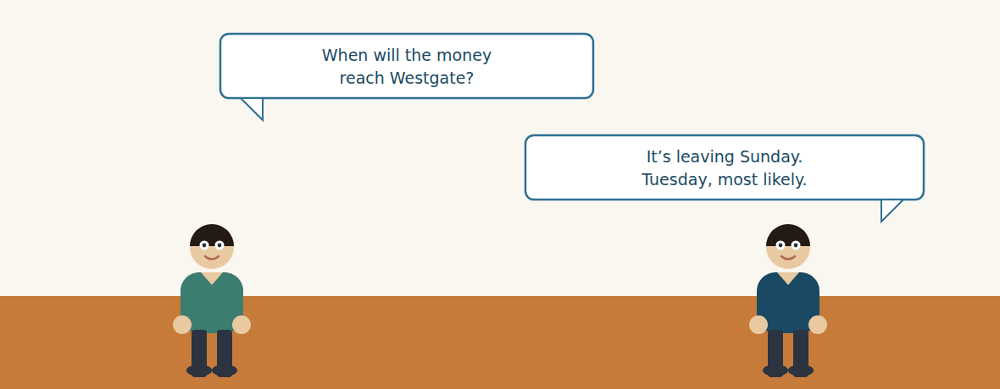 When will the money
reach Westgate?
It’s leaving Sunday.
Tuesday, most likely.